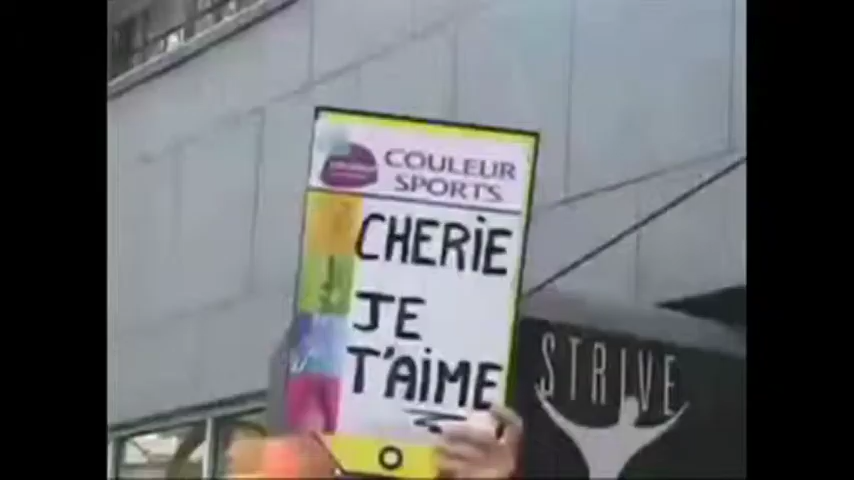 COULEUR
SPORTS
CHERiE
JE
T'AiME
STRIVE